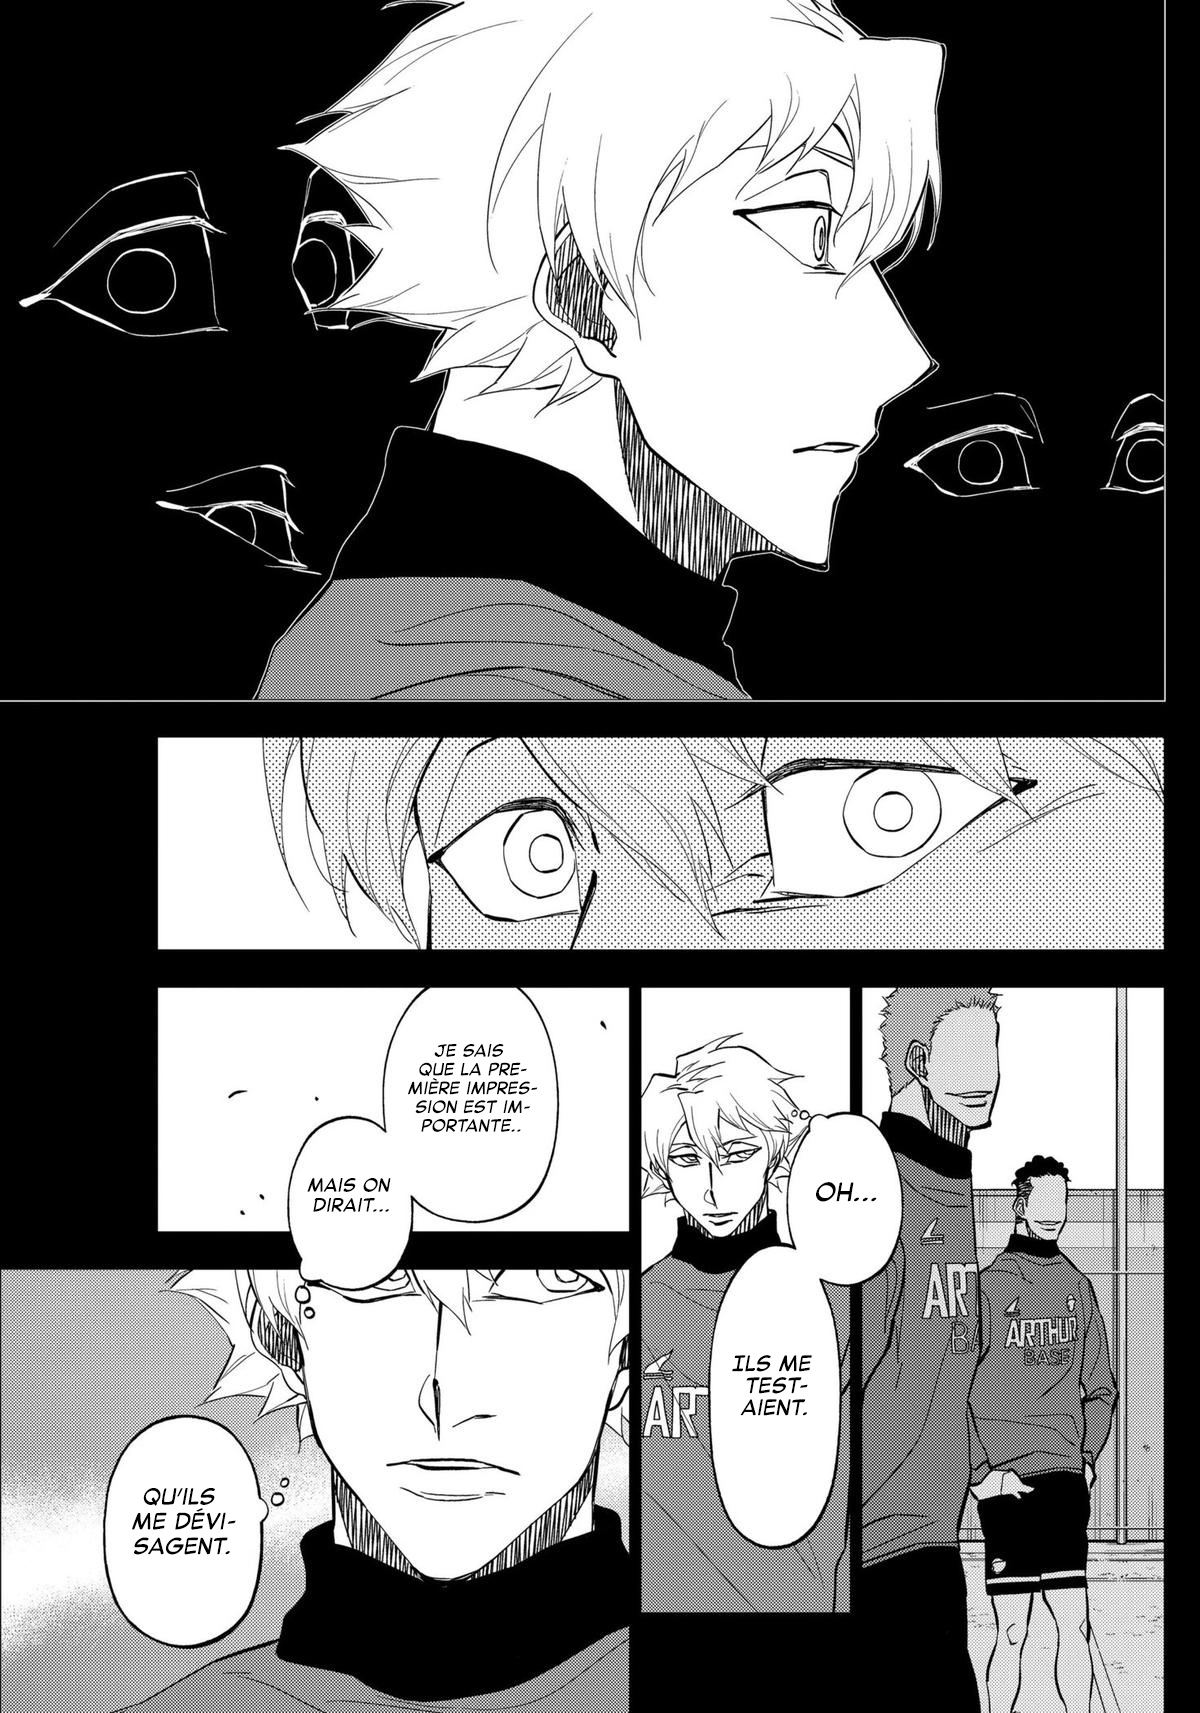 OH...
ILS ME
TEST-
AIENT.
JE SAIS
QUE LA PRE-
MIÈRE IMPRES-
SION EST IM-
PORTANTE..
MAIS ON
DIRAIT...
QU'ILS
ME DÉVI-
SAGENT.
ART
BA
ARTHUR
BASE
ART